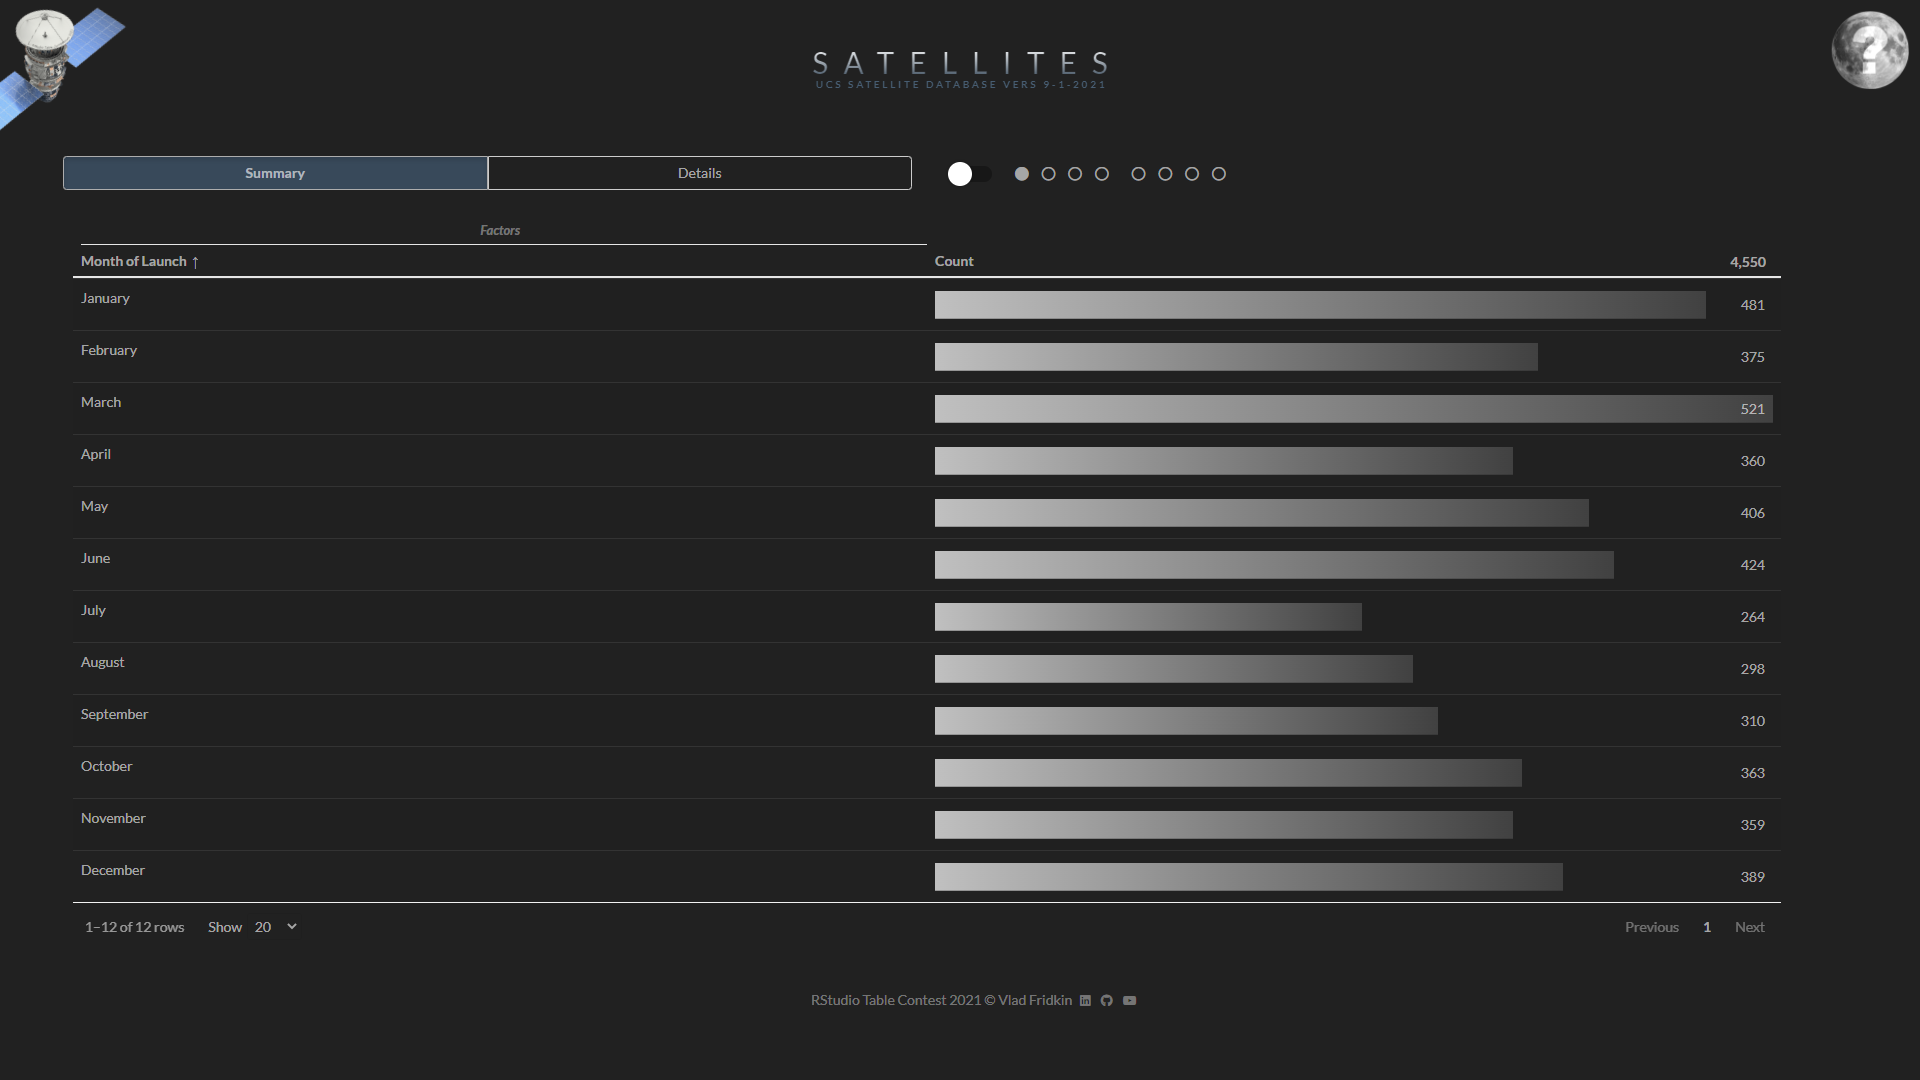 SATELLITES
UCS SATELLITE DATABASE VERS 9-1-2021
?
Summary Details
Factors
Month of Launch ↑ Count 4,550
January 481
February 375
March 521
April 360
May 406
June 424
July 264
August 298
September 310
October 363
November 359
December 389
1–12 of 12 rows Show 20 Previous 1 Next
RStudio Table Contest 2021 © Vlad Fridkin in